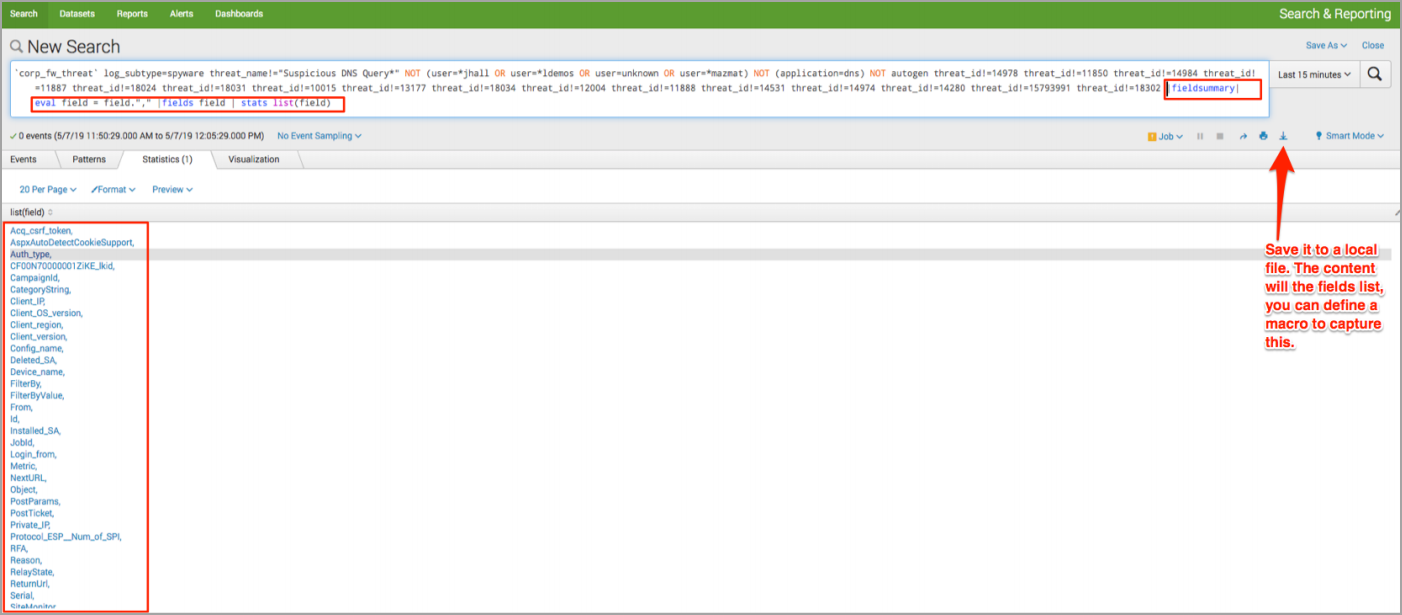 Search Datasets Reports Alerts Dashboards Search & Reporting
New Search Save As Close
`corp_fw_threat` log_subtype=spyware threat_name!="Suspicious DNS Query*" NOT (user=*jhall OR user=*ldemos OR user=unknown OR user=*mazmat) NOT (application=dns) NOT autogen threat_id!=14978 threat_id!=11850 threat_id!=14984 threat_id!
=11887 threat_id!=18024 threat_id!=18031 threat_id!=10015 threat_id!=13177 threat_id!=18034 threat_id!=12004 threat_id!=11888 threat_id!=14531 threat_id!=14974 threat_id!=14280 threat_id!=15793991 threat_id!=18302 |fieldsummary|
eval field = field."," |fields field | stats list(field)
Last 15 minutes
0 events (5/7/19 11:50:29.000 AM to 5/7/19 12:05:29.000 PM) No Event Sampling Job Smart Mode
Events Patterns Statistics (1) Visualization
20 Per Page Format Preview
list(field)
Acq_csrf_token,
AspxAutoDetectCookieSupport,
Auth_type,
CF00N70000001ZiKE_lkid,
CampaignId,
CategoryString,
Client_IP,
Client_OS_version,
Client_region,
Client_version,
Config_name,
Deleted_SA,
Device_name,
FilterBy,
FilterByValue,
From,
Id,
Installed_SA,
JobId,
Login_from,
Metric,
NextURL,
Object,
PostParams,
PostTicket,
Private_IP,
Protocol_ESP__Num_of_SPI,
RFA,
Reason,
RelayState,
ReturnUrl,
Serial,
SiteMonitor
Save it to a local
file. The content
will the fields list,
you can define a
macro to capture
this.